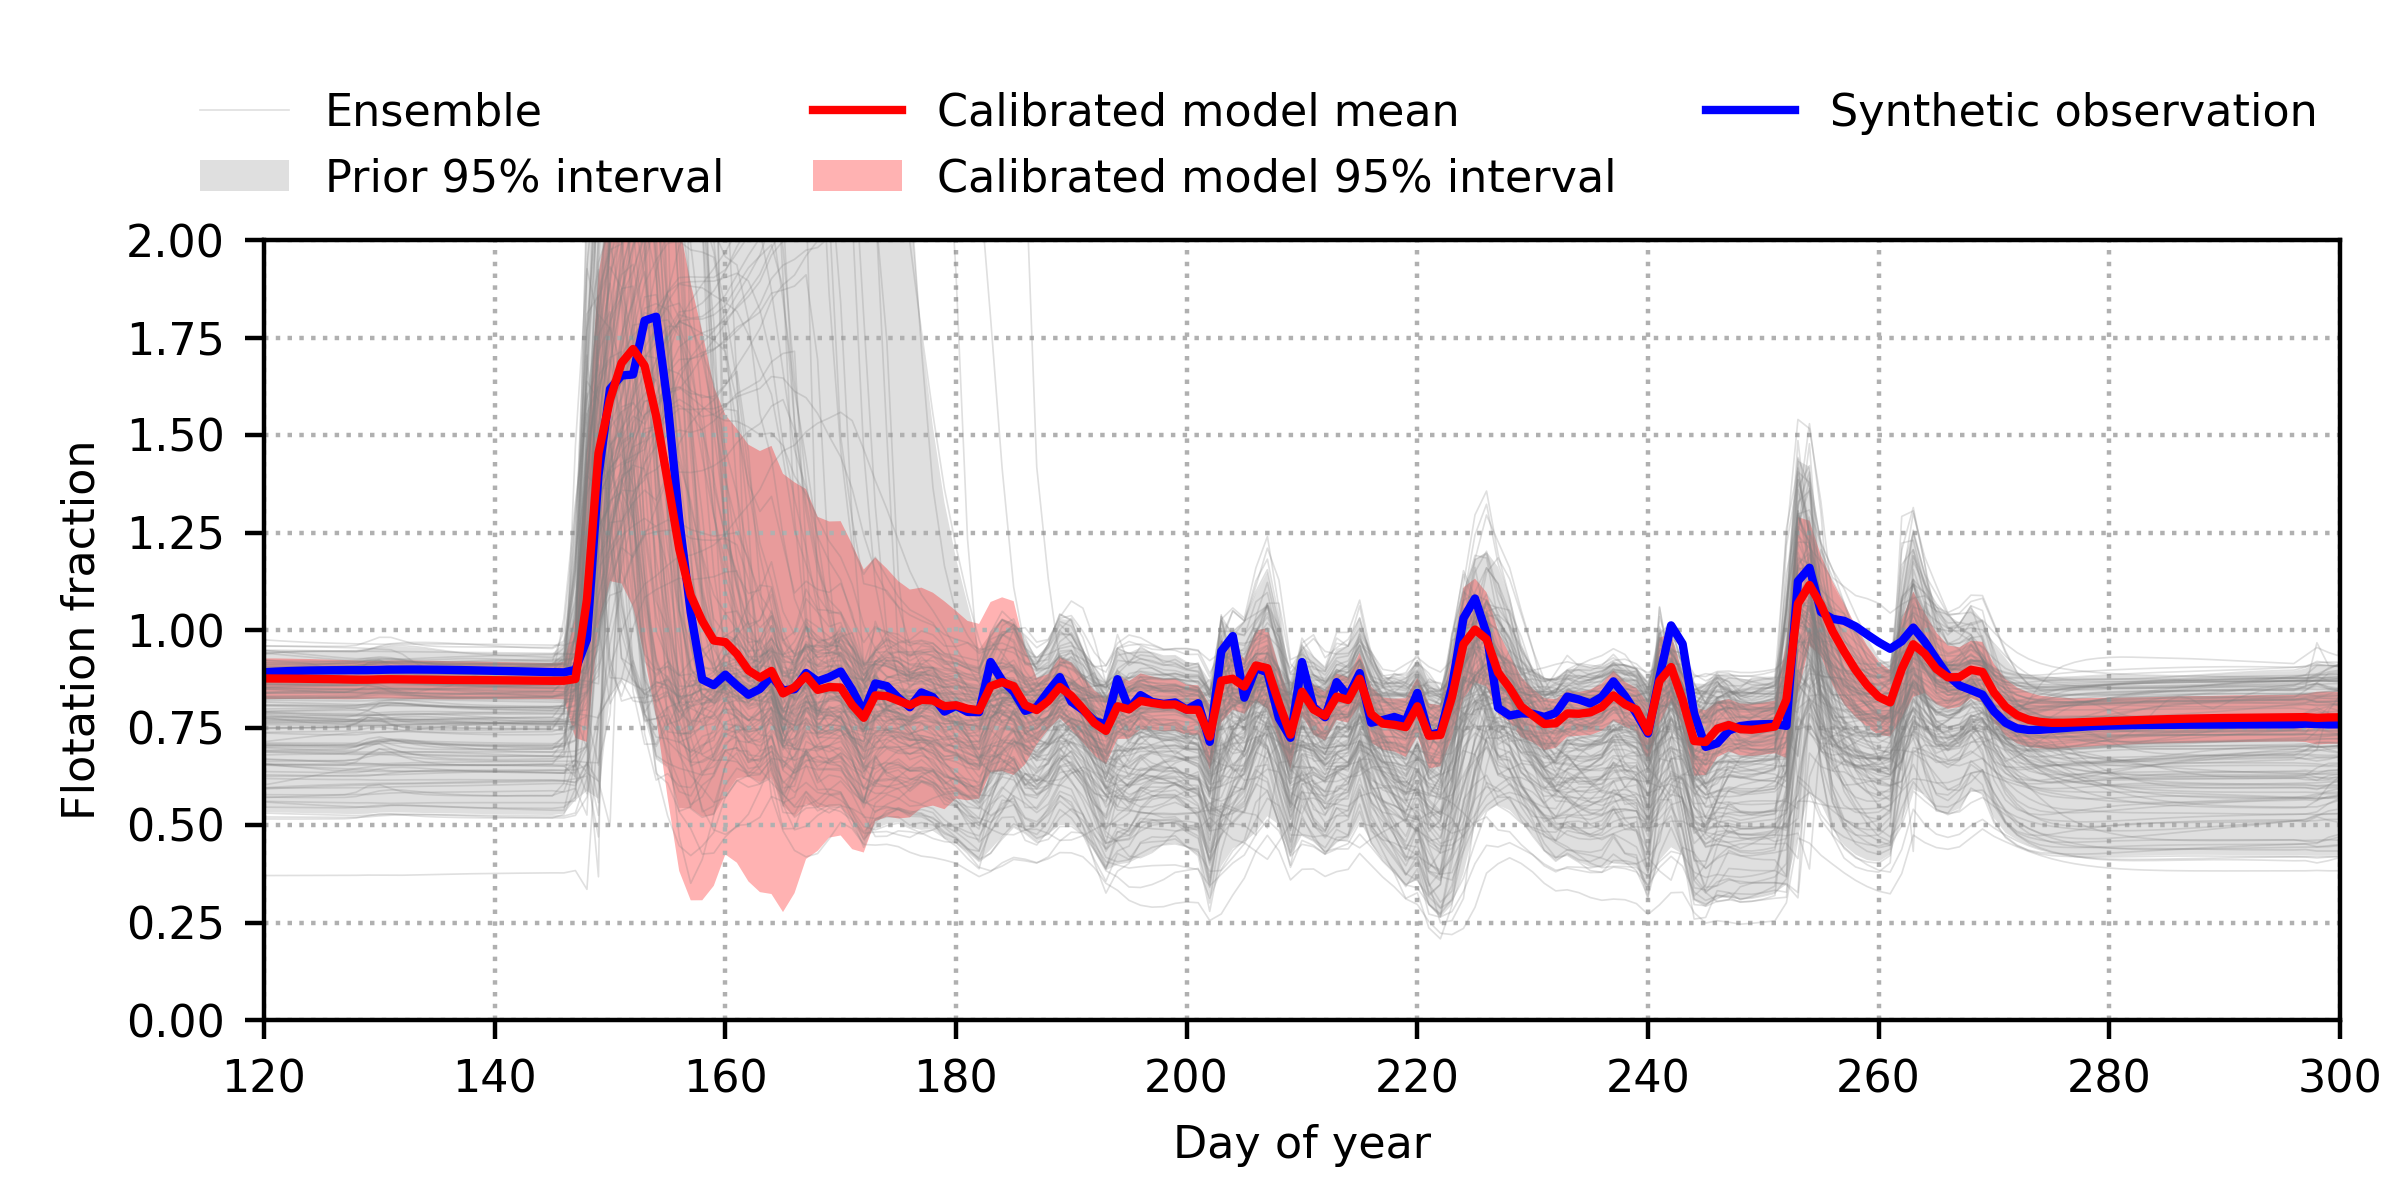 Ensemble
Prior 95% interval
Calibrated model mean
Calibrated model 95% interval
Synthetic observation
2.00
1.75
1.50
1.25
1.00
0.75
0.50
0.25
0.00
Flotation fraction
120 140 160 180 200 220 240 260 280 300
Day of year